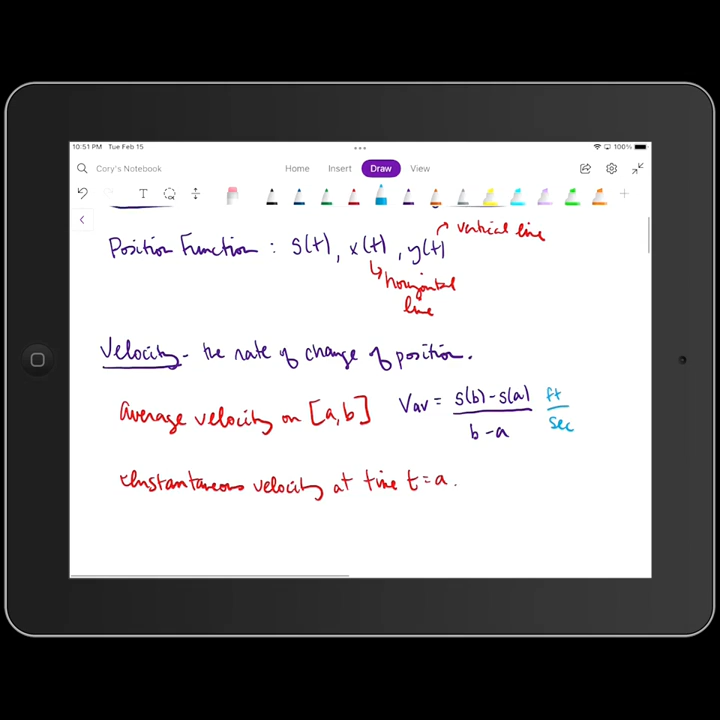 10:51 PM Tue Feb 15
100%
Cory's Notebook
Home Insert Draw View
T
Position Function : s(t), x(t), y(t)
vertical line
horizontal
line
Velocity - the rate of change of position.
Average velocity on [a,b] Vav = s(b)-s(a) / b-a ft / sec
Instantaneous velocity at time t=a.